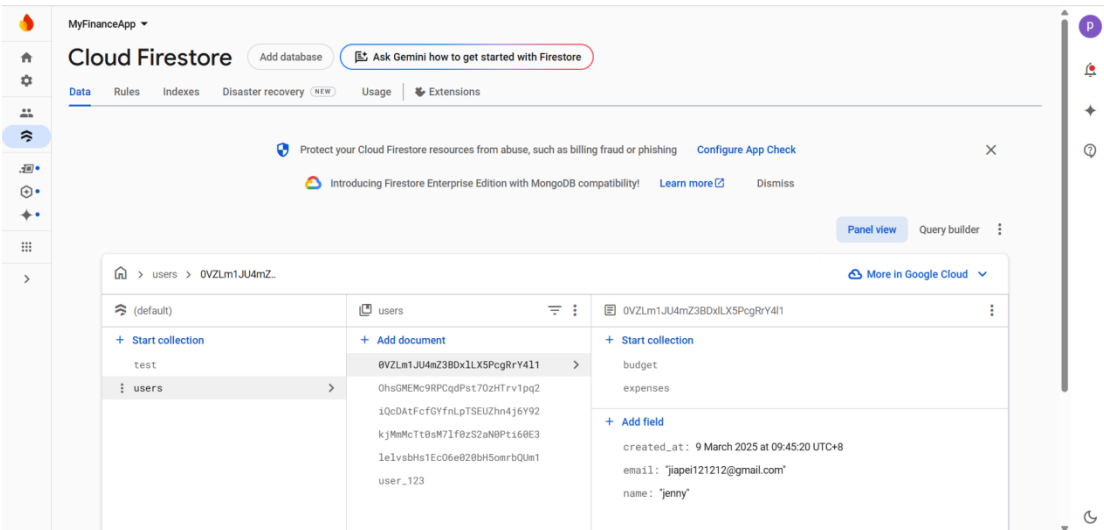 MyFinanceApp
P
Cloud Firestore Add database Ask Gemini how to get started with Firestore
Data Rules Indexes Disaster recovery NEW Usage Extensions
Protect your Cloud Firestore resources from abuse, such as billing fraud or phishing Configure App Check
Introducing Firestore Enterprise Edition with MongoDB compatibility! Learn more Dismiss
Panel view Query builder
users > 0VZLm1JU4mZ.. More in Google Cloud
(default) users 0VZLm1JU4mZ3BDxlLX5PcgRrY4l1
+ Start collection + Add document + Start collection
test 0VZLm1JU4mZ3BDxlLX5PcgRrY4l1 > budget
users > OhsGMEMc9RPCqdPst7OzHTrv1pq2 expenses
iQcDAtFcfGYfnLpTSEUZhn4j6Y92
+ Add field
kjMmMcTt0sM7lf0zS2aN0Pti60E3
created_at: 9 March 2025 at 09:45:20 UTC+8
lelvsbHs1EcO6e020bH5omrbQUm1
email: "jiapei121212@gmail.com"
user_123
name: "jenny"